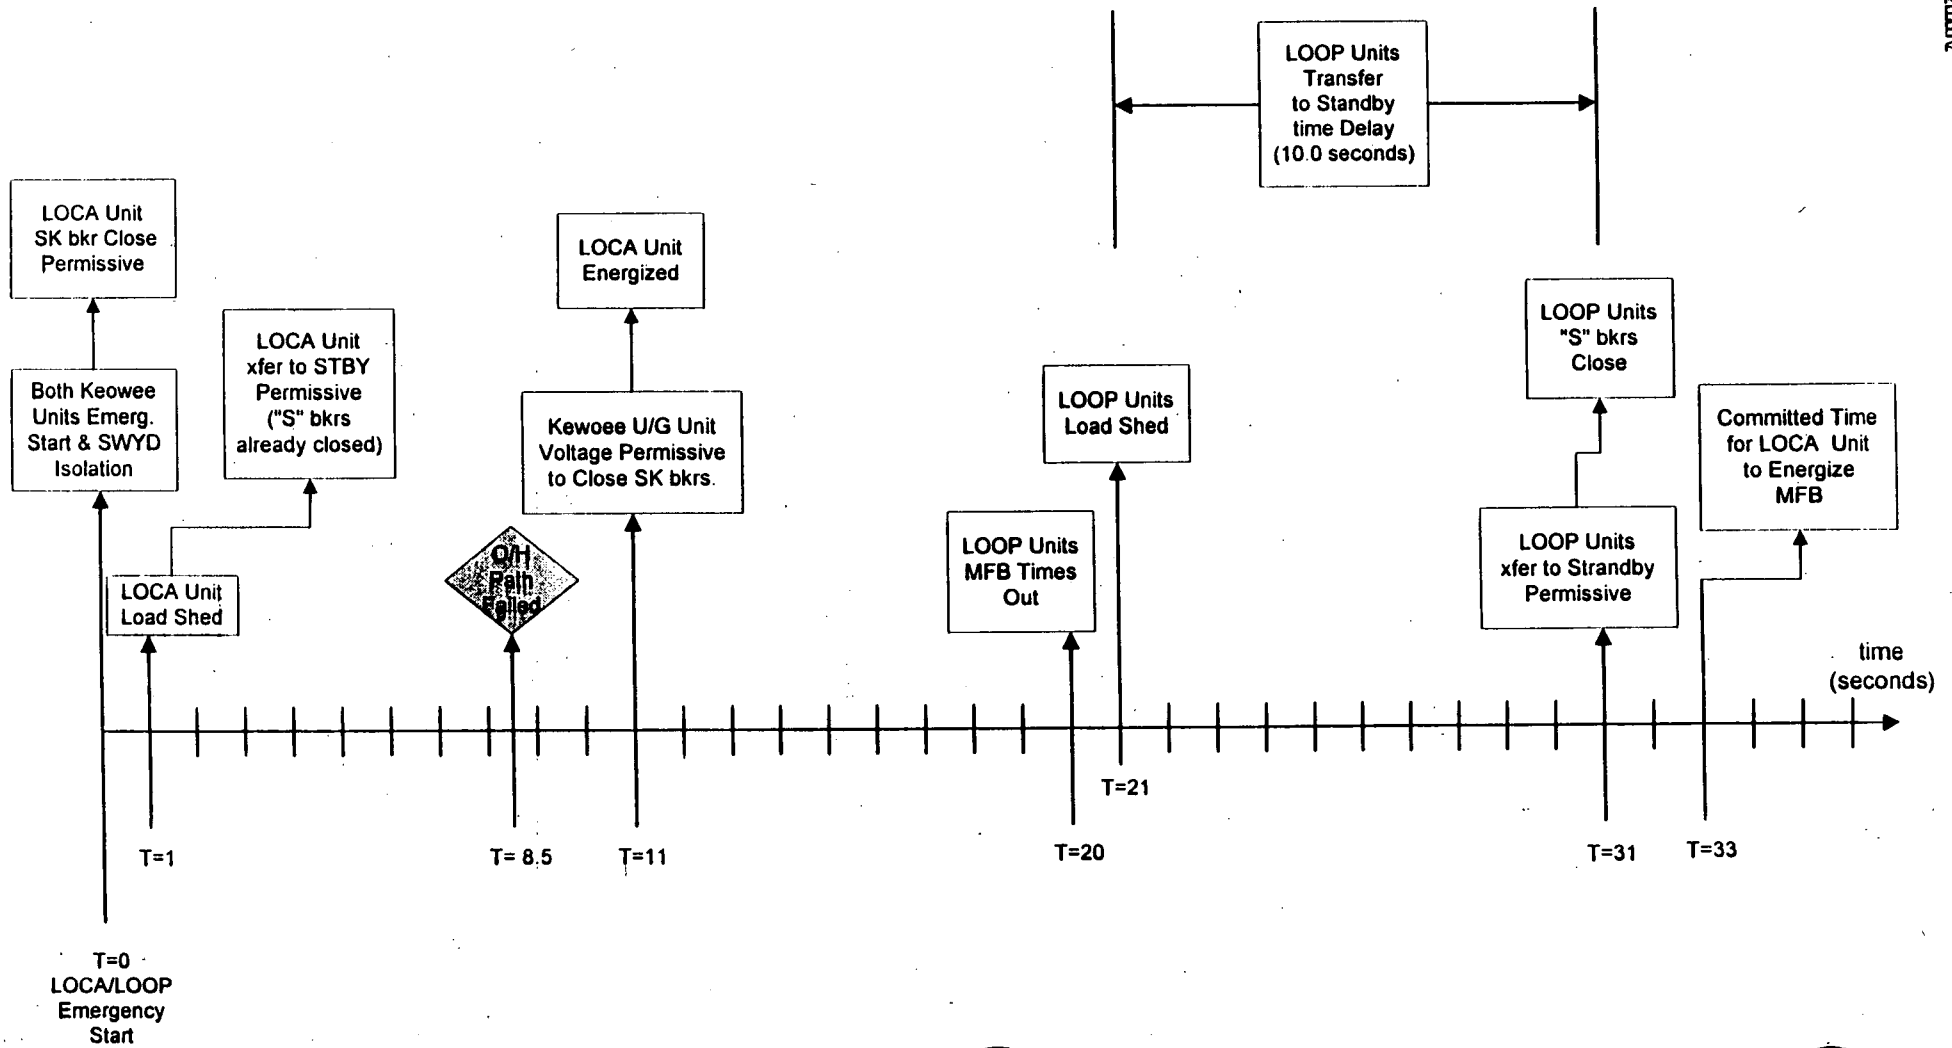 LOOP Units
Transfer
to Standby
time Delay
(10.0 seconds)
LOCA Unit
SK bkr Close
Permissive
LOCA Unit
Energized
LOOP Units
"S" bkrs
Close
LOCA Unit
xfer to STBY
Permissive
("S" bkrs
already closed)
Both Keowee
Units Emerg.
Start & SWYD
Isolation
Kewoee U/G Unit
Voltage Permissive
to Close SK bkrs.
LOOP Units
Load Shed
Committed Time
for LOCA Unit
to Energize
MFB
O/H
Path
Failed
LOOP Units
MFB Times
Out
LOOP Units
xfer to Strandby
Permissive
LOCA Unit
Load Shed
time
(seconds)
T=1
T= 8.5
T=11
T=20
T=21
T=31
T=33
T=0
LOCA/LOOP
Emergency
Start